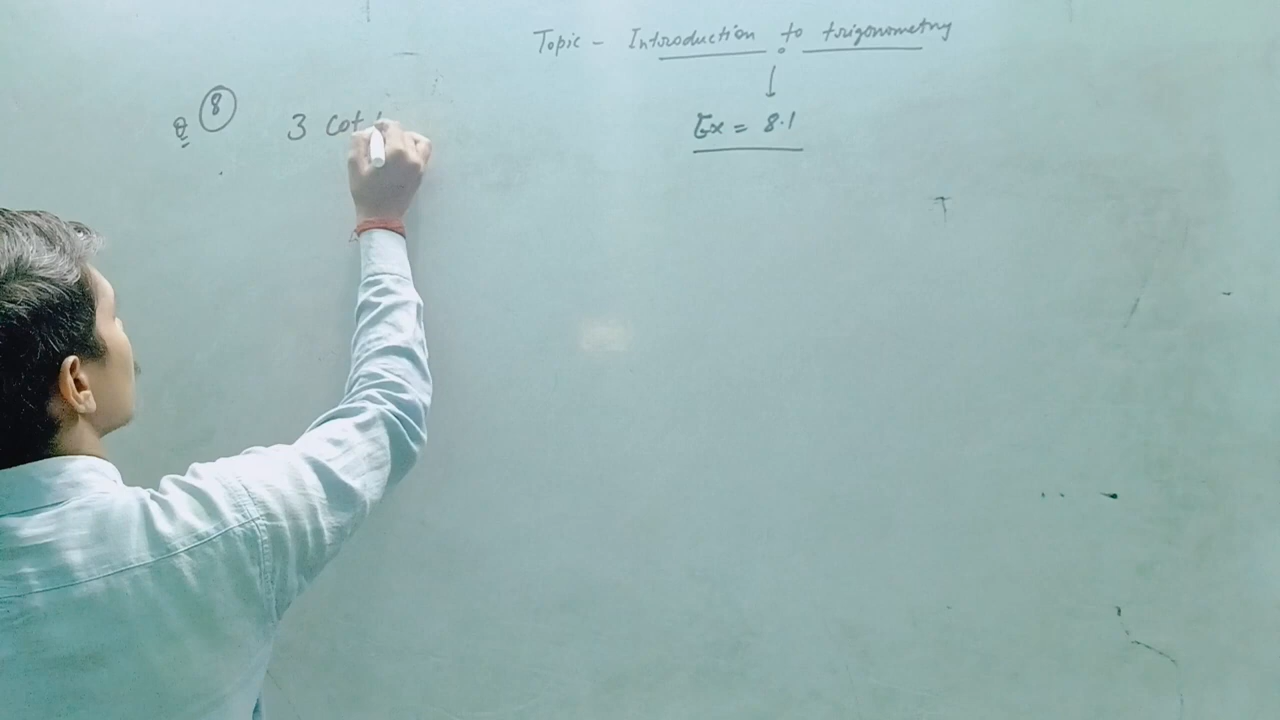 Topic - Introduction to trigonometry
Ex = 8.1
Q 8 3 cot